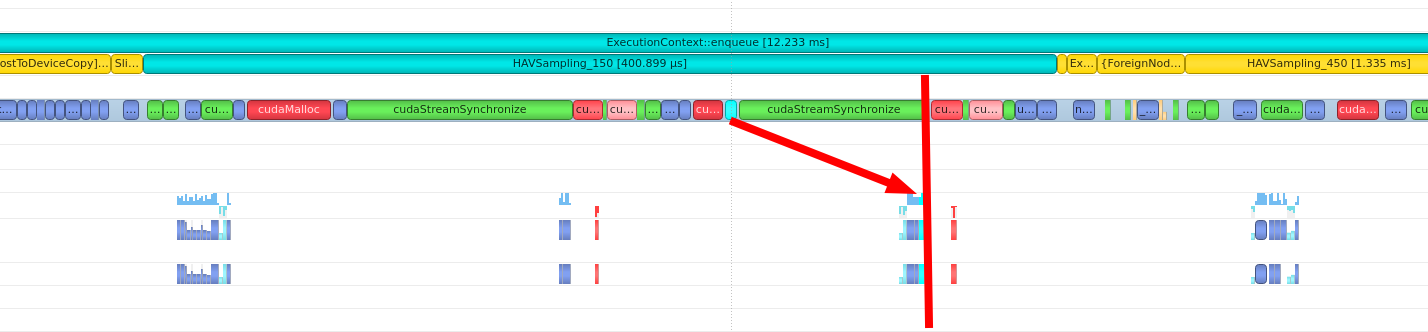 ExecutionContext::enqueue [12.233 ms]
ostToDeviceCopy]... Sli... HAVSampling_150 [400.899 µs] Ex... {ForeignNod... HAVSampling_450 [1.335 ms]
... ... ... ... ... ... cu... cudaMalloc cudaStreamSynchronize cu... cu... ... ... cu... cudaStreamSynchronize cu... cu... u... ... n... _... ... _... cuda... ... cuda... ... cu